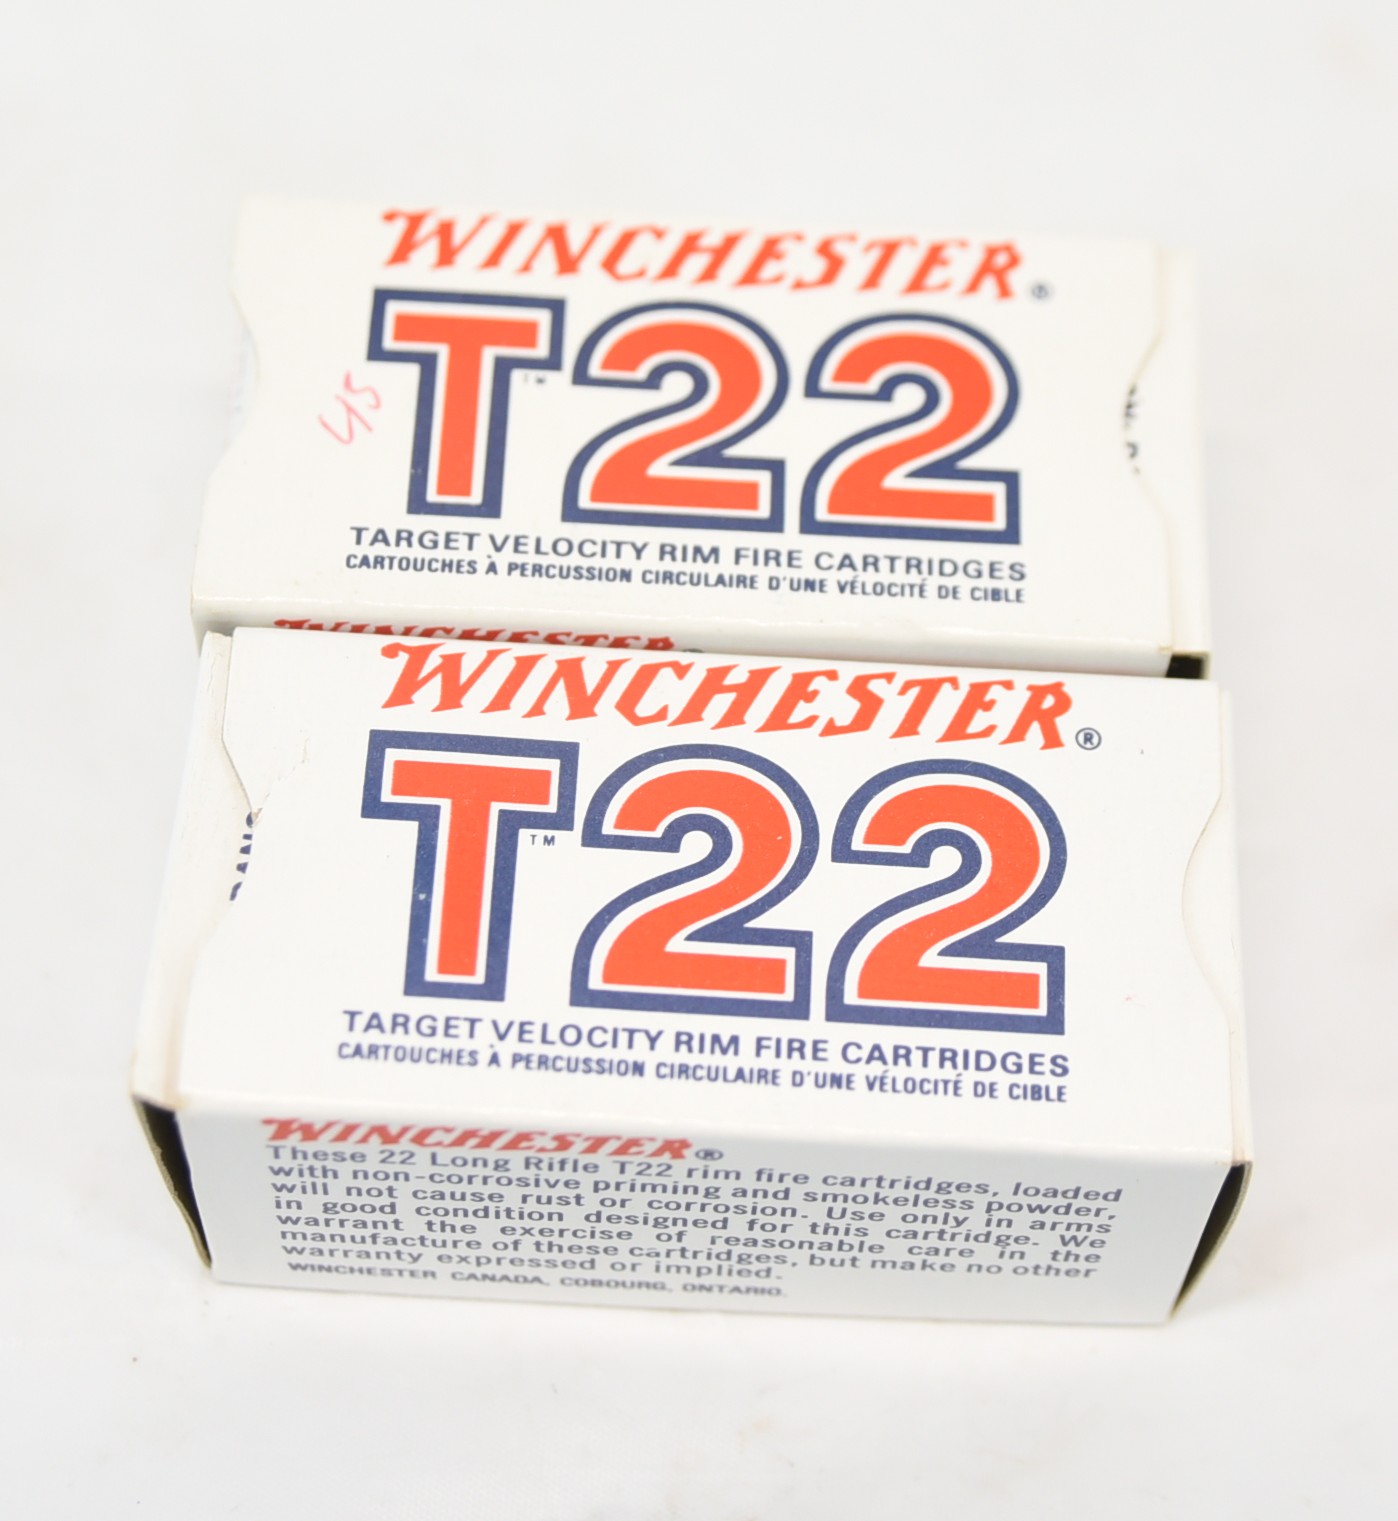 WINCHESTER®
T22™
45
TARGET VELOCITY RIM FIRE CARTRIDGES
CARTOUCHES À PERCUSSION CIRCULAIRE D'UNE VÉLOCITÉ DE CIBLE
WINCHESTER®
WINCHESTER®
T22™
TARGET VELOCITY RIM FIRE CARTRIDGES
CARTOUCHES À PERCUSSION CIRCULAIRE D'UNE VÉLOCITÉ DE CIBLE
WINCHESTER®
These 22 Long Rifle T22 rim fire cartridges, loaded
with non-corrosive priming and smokeless powder,
will not cause rust or corrosion. Use only in arms
in good condition designed for this cartridge. We
warrant the exercise of reasonable care in the
manufacture of these cartridges, but make no other
warranty expressed or implied.
WINCHESTER CANADA, COBOURG, ONTARIO.